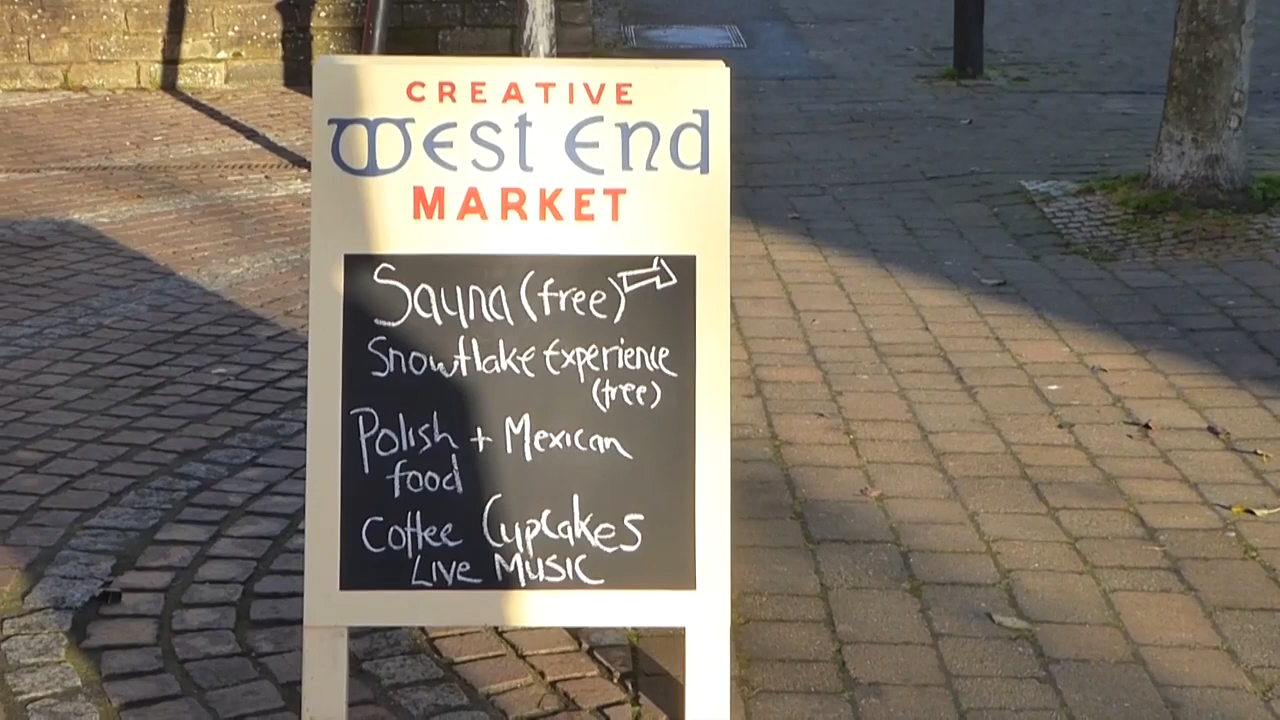 CREATIVE
West End
MARKET
Sauna (free)
Snowflake Experience
(free)
Polish + Mexican
food
Coffee Cupcakes
Live Music